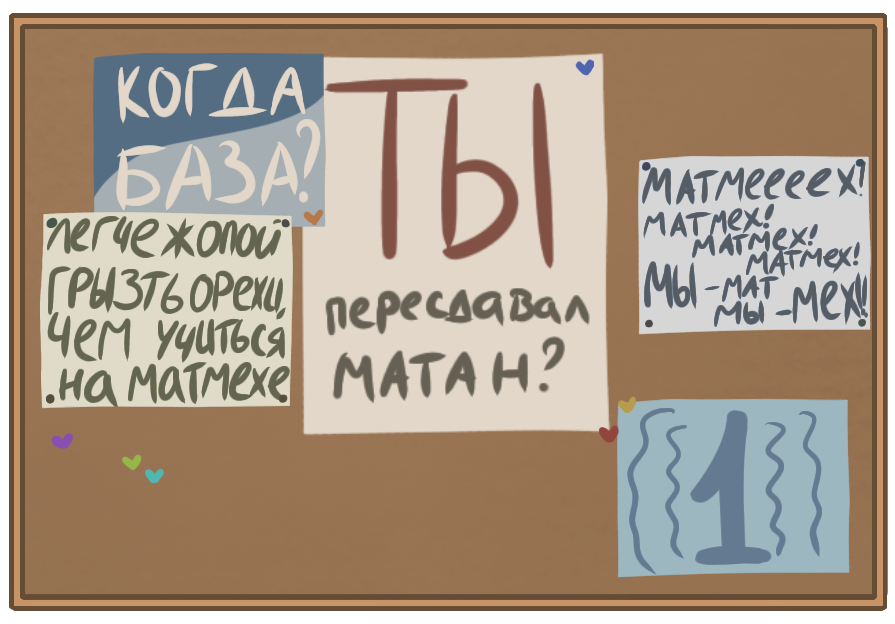 КОГДА
БАЗА?
ЛЕГЧЕ ЖОПОЙ
ГРЫЗТЬ ОРЕХИ,
ЧЕМ УЧИТЬСЯ
НА МАТМЕХЕ
ТЫ
пересдавал
МАТАН?
МАТМЕЕЕЕХ!
МАТМЕХ!
МАТМЕХ!
МАТМЕХ!
МЫ - МАТ
МЫ - МЕХ!!
1